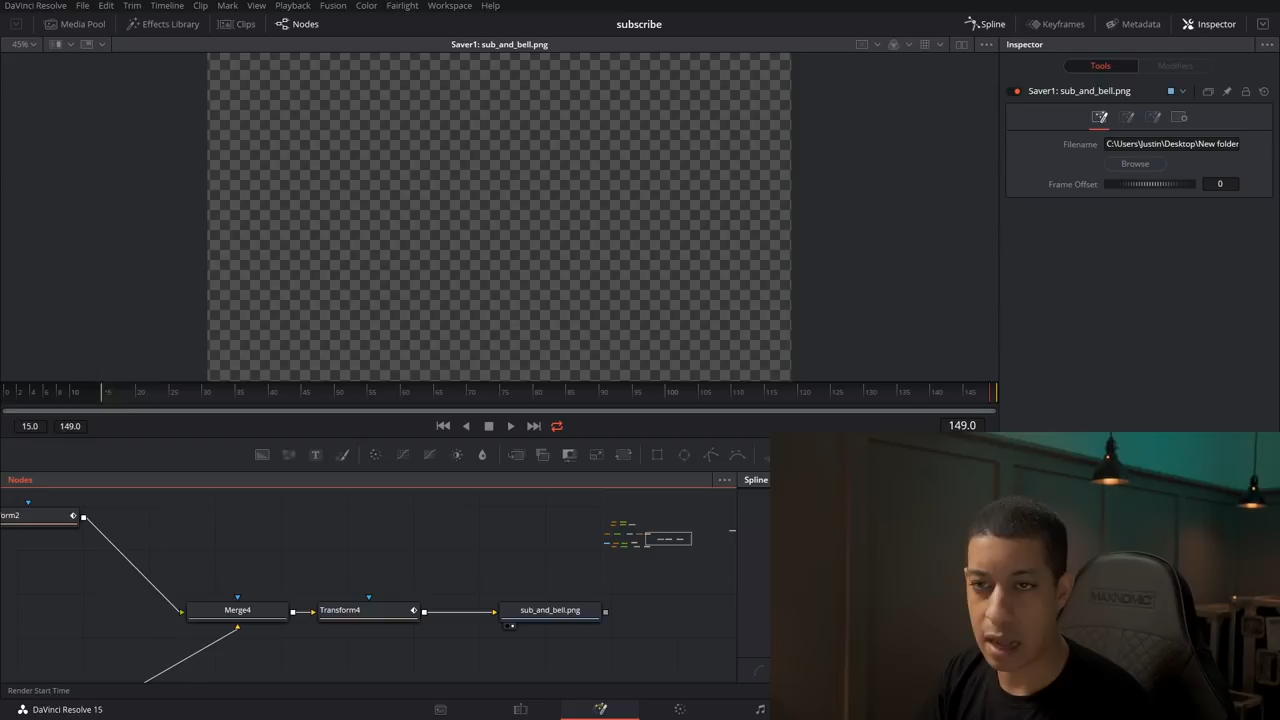 DaVinci Resolve File Edit Trim Timeline Clip Mark View Playback Fusion Color Fairlight Workspace Help
Media Pool Effects Library Clips Nodes subscribe Spline Keyframes Metadata Inspector
45% Saver1: sub_and_bell.png Inspector
Tools Modifiers
Saver1: sub_and_bell.png
Filename C:\Users\Justin\Desktop\New folder
Browse
Frame Offset 0
0 2 4 6 8 10 15 20 25 30 35 40 45 50 55 60 65 70 75 80 85 90 95 100 105 110 115 120 125 130 135 140 145
15.0 149.0 149.0
Nodes Spline
orm2
Merge4 Transform4 sub_and_bell.png
MAXNOMIC
Render Start Time
DaVinci Resolve 15